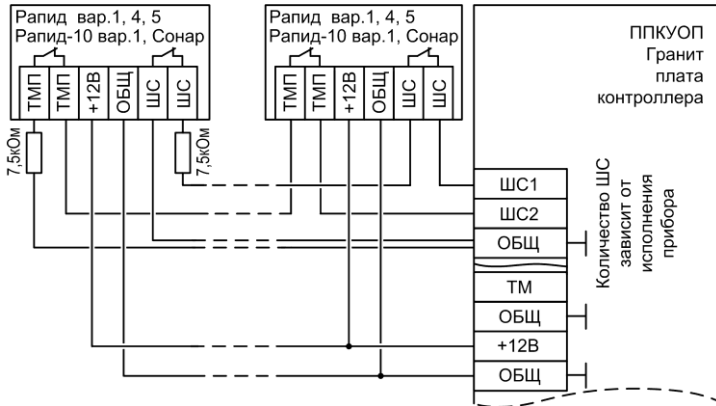 Рапид вар.1, 4, 5
Рапид-10 вар.1, Сонар
ТМП
ТМП
+12В
ОБЩ
ШС
ШС
7,5кОм
7,5кОм
Рапид вар.1, 4, 5
Рапид-10 вар.1, Сонар
ТМП
ТМП
+12В
ОБЩ
ШС
ШС
ППКУОП
Гранит
плата
контроллера
ШС1
ШС2
ОБЩ
ТМ
ОБЩ
+12В
ОБЩ
Количество ШС
зависит от
исполнения
прибора